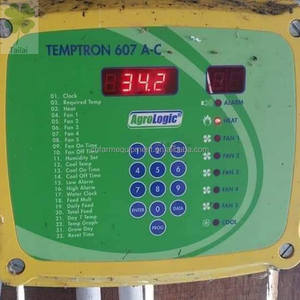 Tailai
TEMPTRON 607 A-C
34.2
01. Clock
02. Required Temp
03. Heat
04. Fan 1
05. Fan 2
06. Fan 3
07. Fan 4
08. Fan 5
09. Fan On Time
10. Fan Off Time
11. Humidity Set
12. Cool Temp
13. Cool On Time
14. Cool Off Time
15. Low Alarm
16. High Alarm
17. Water Clock
18. Feed Mult
19. Daily Feed
20. Total Feed
21. Day 7 Temp
22. Temp Graph
31. Grow Day
32. Reset Time
AgroLogic
1 2 3
4 5 6
7 8 9
ENTER 0 DATA
PROG
ALARM
HEAT
FAN 1
FAN 2
FAN 3
FAN 4
FAN 5
COOL